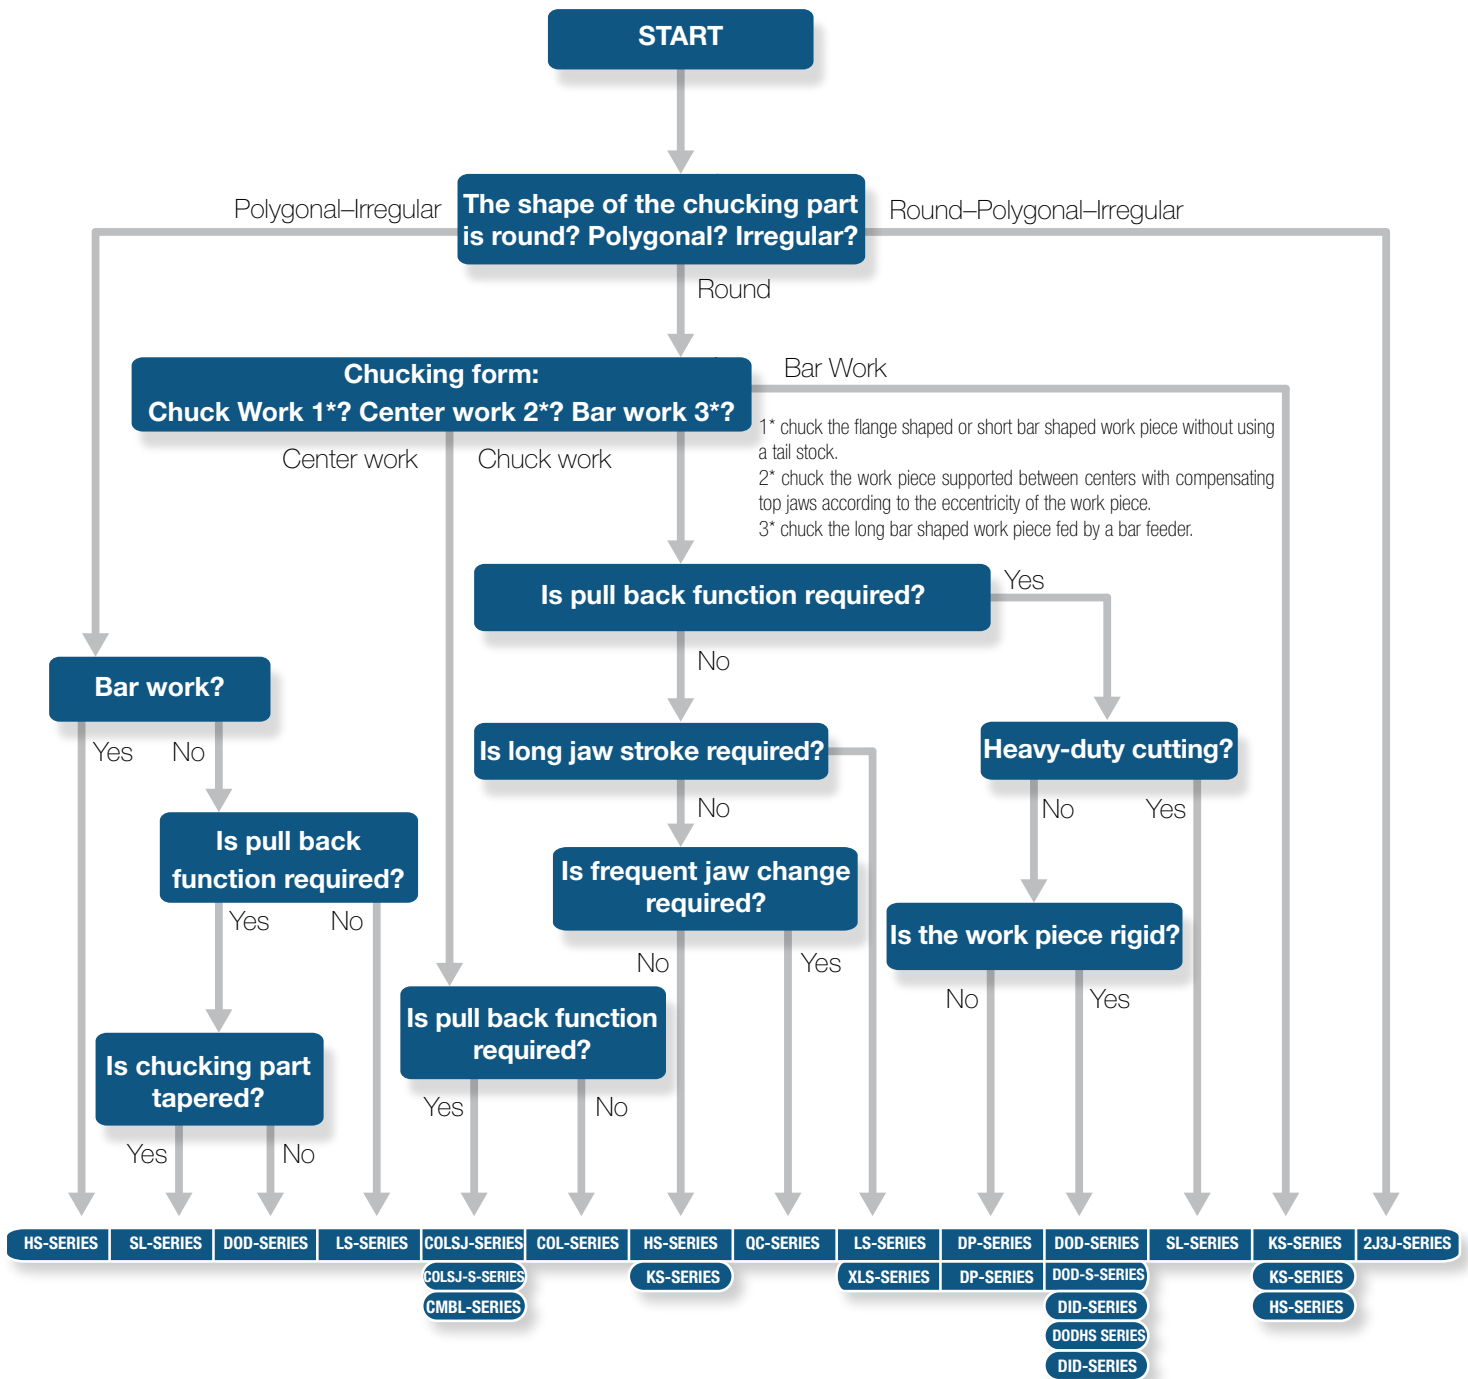 START
Polygonal–Irregular
The shape of the chucking part
is round? Polygonal? Irregular?
Round–Polygonal–Irregular
Round
Chucking form:
Chuck Work 1*? Center work 2*? Bar work 3*?
Bar Work
Center work
Chuck work
1* chuck the flange shaped or short bar shaped work piece without using
a tail stock.
2* chuck the work piece supported between centers with compensating
top jaws according to the eccentricity of the work piece.
3* chuck the long bar shaped work piece fed by a bar feeder.
Is pull back function required?
Yes
No
Bar work?
Yes
No
Is long jaw stroke required?
No
Heavy-duty cutting?
No
Yes
Is pull back
function required?
Yes
No
Is frequent jaw change
required?
No
Yes
Is the work piece rigid?
No
Yes
Is pull back function
required?
Yes
No
Is chucking part
tapered?
Yes
No
HS-SERIES
SL-SERIES
DOD-SERIES
LS-SERIES
COLSJ-SERIES
COL-SERIES
HS-SERIES
QC-SERIES
LS-SERIES
DP-SERIES
DOD-SERIES
SL-SERIES
KS-SERIES
2J3J-SERIES
COLSJ-S-SERIES
KS-SERIES
XLS-SERIES
DP-SERIES
DOD-S-SERIES
KS-SERIES
CMBL-SERIES
DID-SERIES
HS-SERIES
DODHS SERIES
DID-SERIES